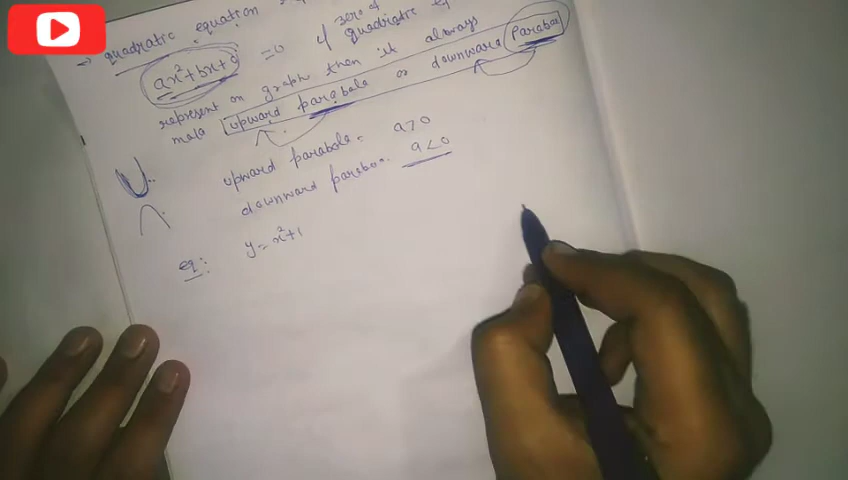 → quadratic equation
ax²+bx+c =0 if zero of quadratic eq
represent on graph then it always
make upward parabola or downward Parabola
upward parabola. a>0
downward parabola. a<0
eg: y=x²+1